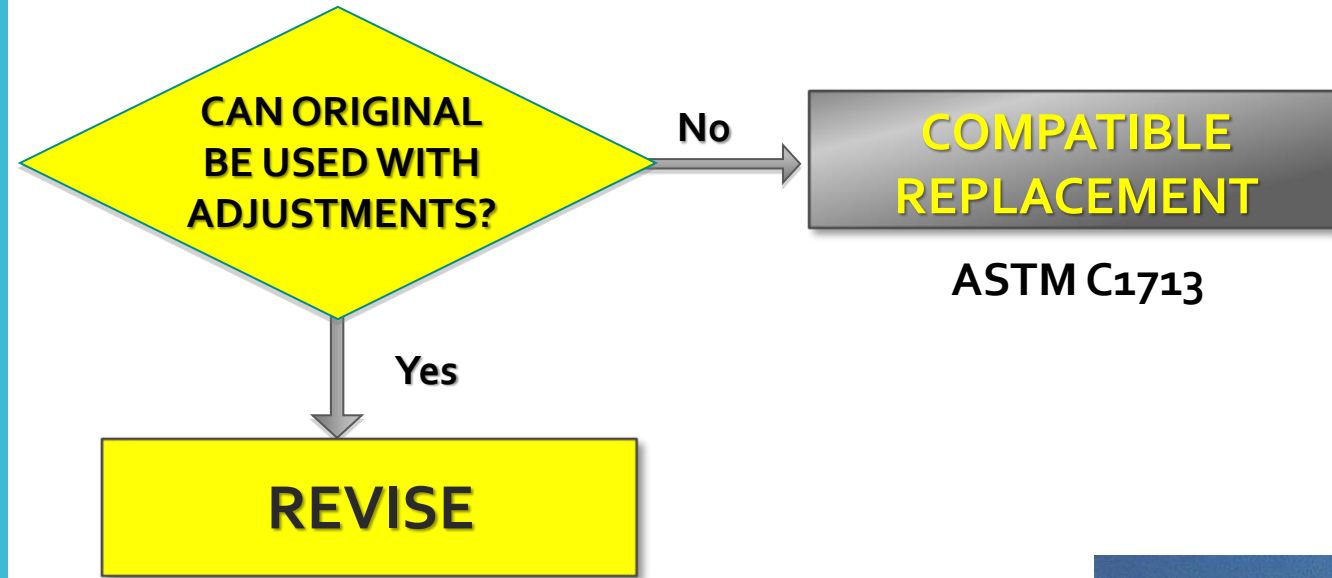 CAN ORIGINAL
BE USED WITH
ADJUSTMENTS?
No
COMPATIBLE
REPLACEMENT
ASTM C1713
Yes
REVISE